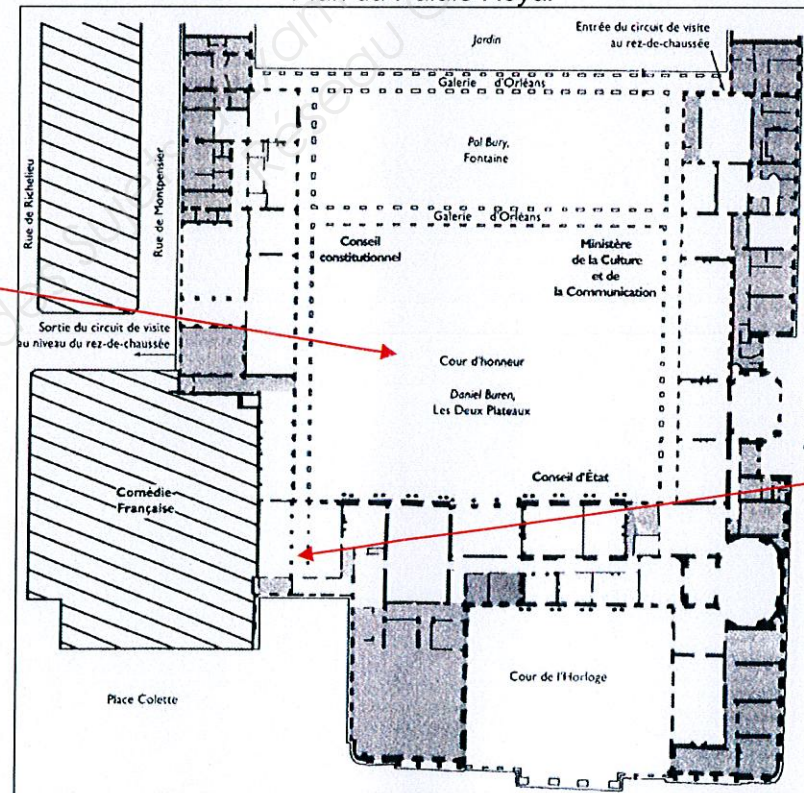 Jardin
Entrée du circuit de visite
au rez-de-chaussée
Galerie d'Orléans
Pol Bury,
Fontaine
Rue de Richelieu
Rue de Montpensier
Galerie d'Orléans
Conseil
constitutionnel
Ministère
de la Culture
et de
la Communication
Sortie du circuit de visite
au niveau du rez-de-chaussée
Cour d'honneur
Daniel Buren,
Les Deux Plateaux
Conseil d'État
Comédie-
Française
Cour de l'Horloge
Place Colette
des Sujets
Réseau